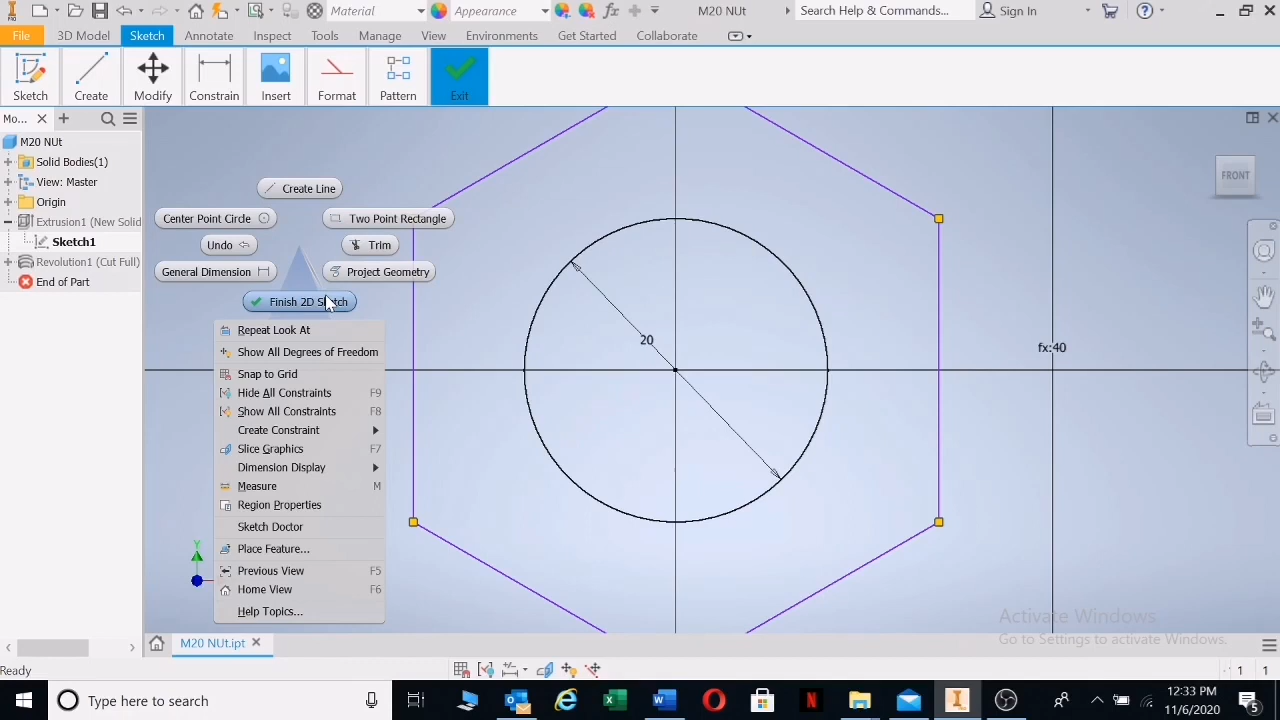 PRO
Material
Appearance
fx
M20 NUt
Search Help & Commands...
Sign In
File
3D Model
Sketch
Annotate
Inspect
Tools
Manage
View
Environments
Get Started
Collaborate
Sketch
Create
Modify
Constrain
Insert
Format
Pattern
Exit
Mo...
M20 NUt
Solid Bodies(1)
View: Master
Origin
Extrusion1 (New Solid
Sketch1
Revolution1 (Cut Full)
End of Part
Create Line
Center Point Circle
Two Point Rectangle
Undo
Trim
General Dimension
Project Geometry
Finish 2D Sketch
Repeat Look At
Show All Degrees of Freedom
Snap to Grid
Hide All Constraints F9
Show All Constraints F8
Create Constraint
Slice Graphics F7
Dimension Display
Measure M
Region Properties
Sketch Doctor
Place Feature...
Previous View F5
Home View F6
Help Topics...
20
fx:40
FRONT
Y
Activate Windows
Go to Settings to activate Windows.
M20 NUt.ipt
Ready
1 1
Type here to search
12:33 PM
11/6/2020
5